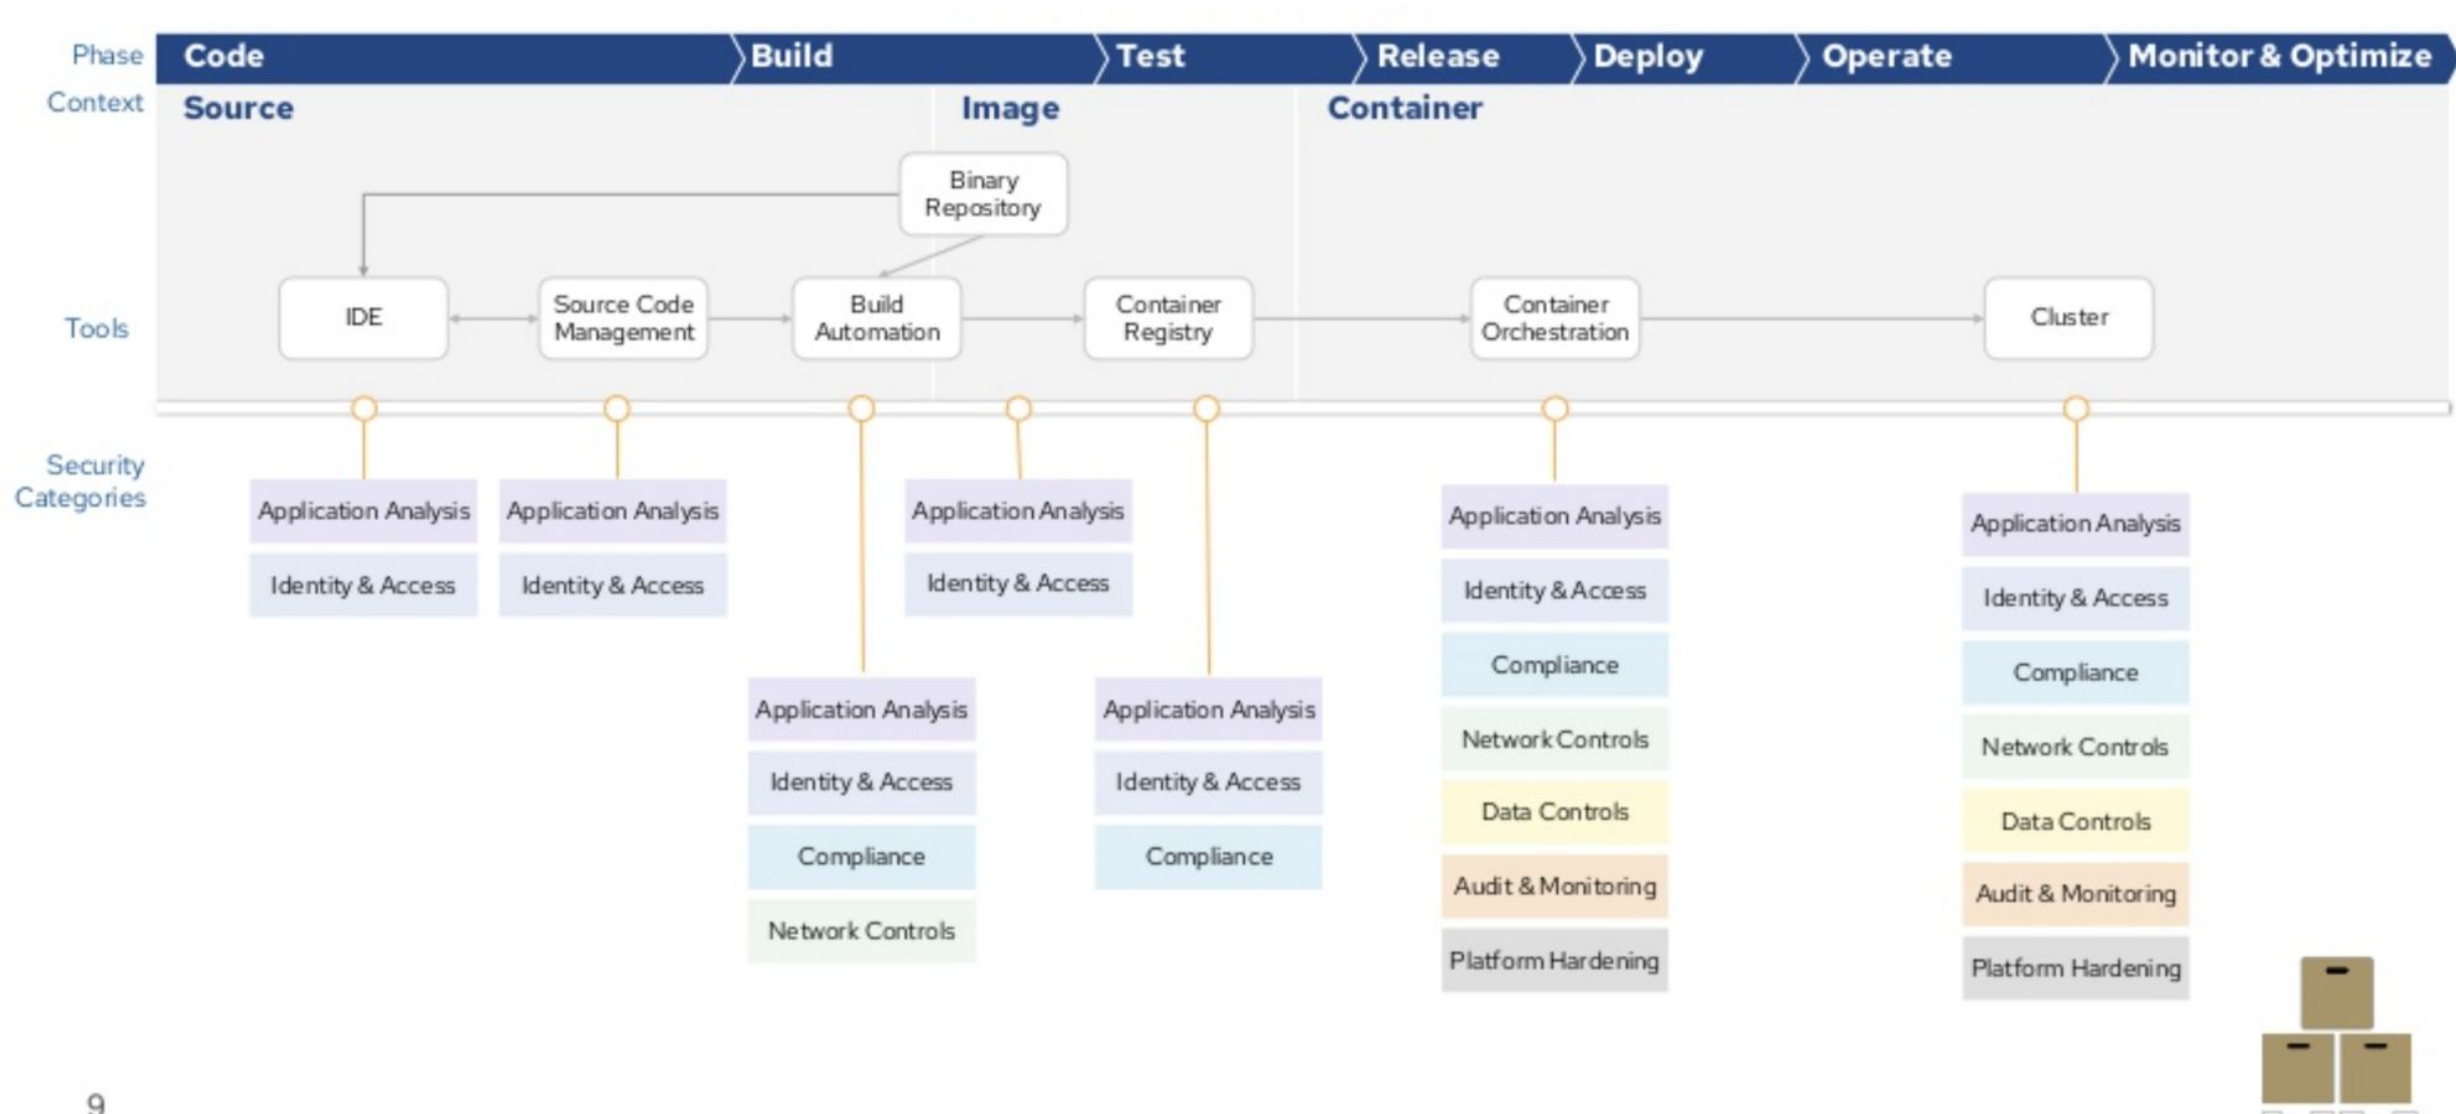 Phase
Code
Build
Test
Release
Deploy
Operate
Monitor & Optimize
Context
Source
Image
Container
Binary
Repository
Tools
IDE
Source Code
Management
Build
Automation
Container
Registry
Container
Orchestration
Cluster
Security
Categories
Application Analysis
Identity & Access
Application Analysis
Identity & Access
Application Analysis
Identity & Access
Compliance
Network Controls
Application Analysis
Identity & Access
Application Analysis
Identity & Access
Compliance
Application Analysis
Identity & Access
Compliance
Network Controls
Data Controls
Audit & Monitoring
Platform Hardening
Application Analysis
Identity & Access
Compliance
Network Controls
Data Controls
Audit & Monitoring
Platform Hardening
9